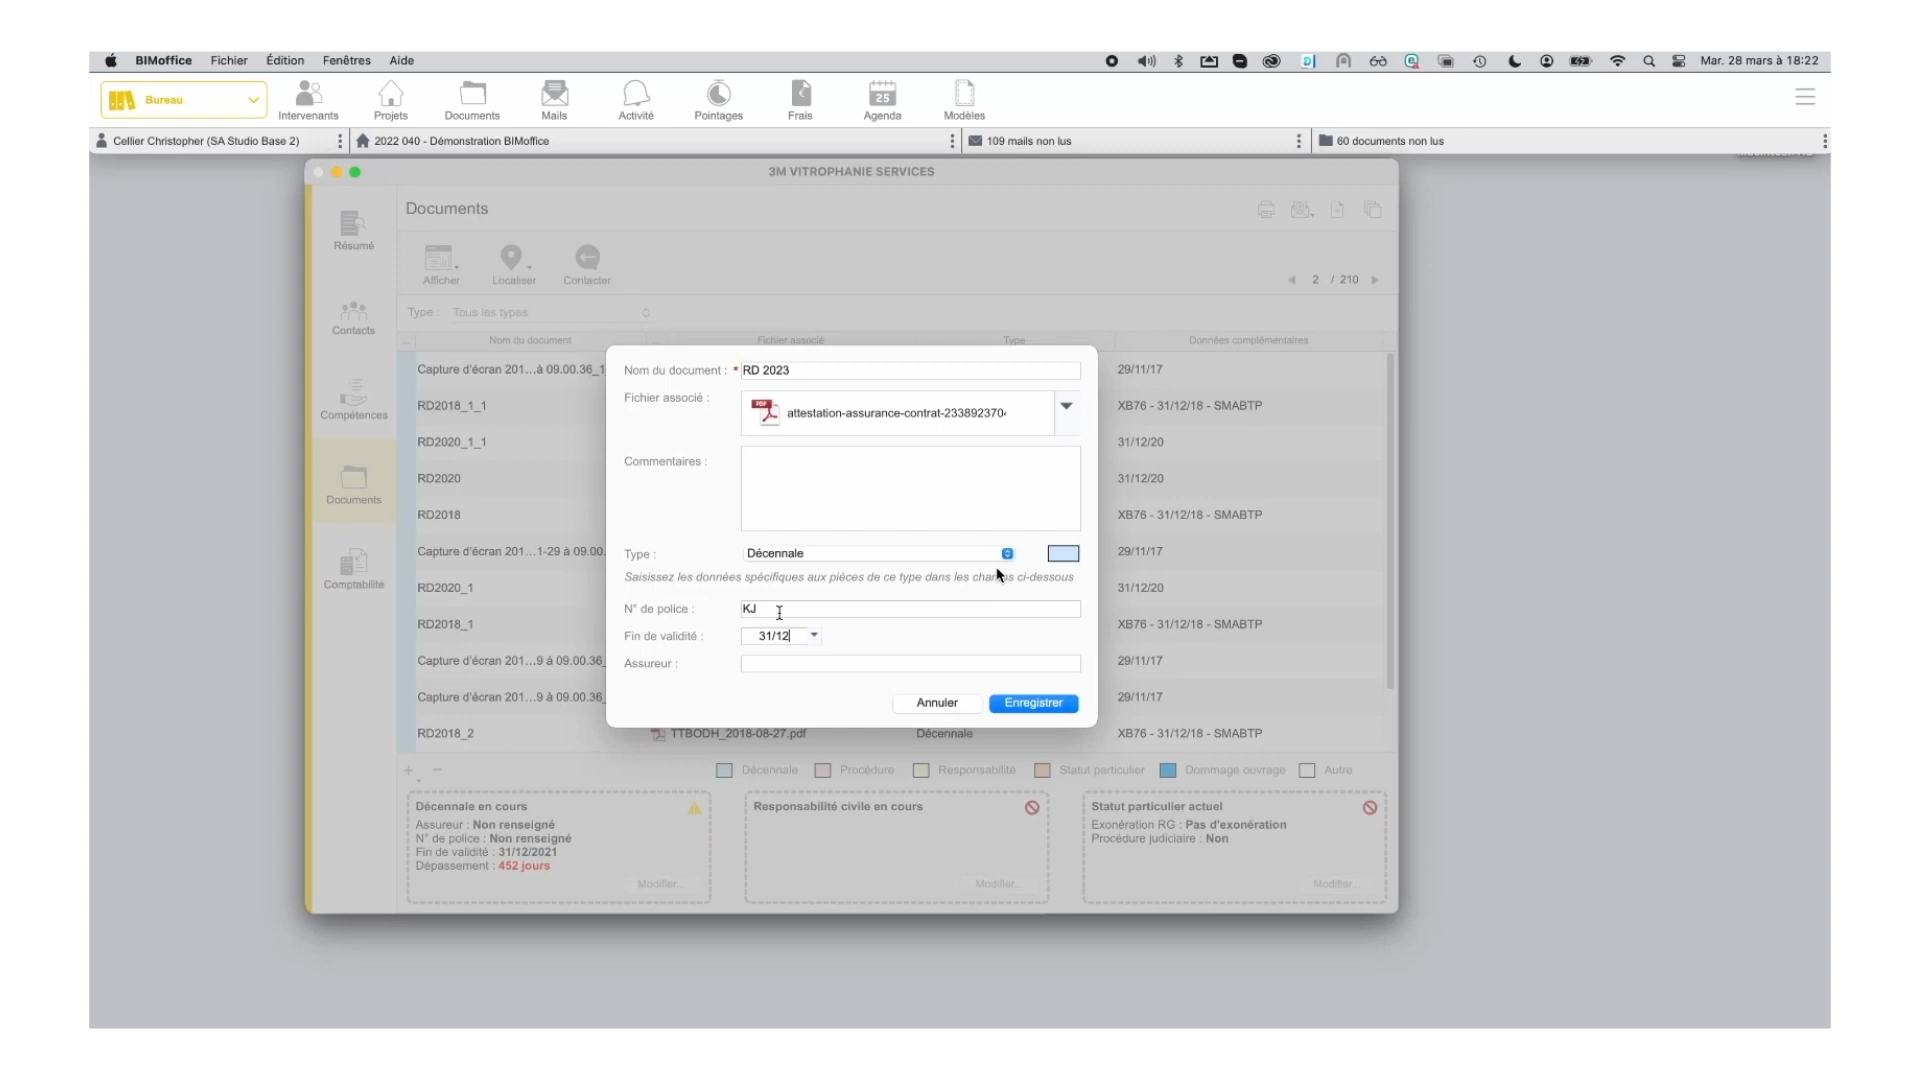 BIMoffice Fichier Édition Fenêtres Aide
Mar. 28 mars à 18:22
Bureau
Intervenants Projets Documents Mails Activité Pointages Frais Agenda Modèles
25
Cellier Christopher (SA Studio Base 2) 2022 040 - Démonstration BIMoffice 109 mails non lus 60 documents non lus
3M VITROPHANIE SERVICES
Documents
Résumé
Contacts
Compétences
Documents
Comptabilité
Afficher Localiser Contacter
2 / 210
Type : Tous les types
Nom du document Fichier associé Type Données complémentaires
Capture d'écran 201...à 09.00.36_1 29/11/17
RD2018_1_1 XB76 - 31/12/18 - SMABTP
RD2020_1_1 31/12/20
RD2020 31/12/20
RD2018 XB76 - 31/12/18 - SMABTP
Capture d'écran 201...1-29 à 09.00. 29/11/17
RD2020_1 31/12/20
RD2018_1 XB76 - 31/12/18 - SMABTP
Capture d'écran 201...9 à 09.00.36_ 29/11/17
Capture d'écran 201...9 à 09.00.36_ 29/11/17
RD2018_2 TTBODH_2018-08-27.pdf Décennale XB76 - 31/12/18 - SMABTP
Nom du document : * RD 2023
Fichier associé : PDF attestation-assurance-contrat-233892370
Commentaires :
Type : Décennale
Saisissez les données spécifiques aux pièces de ce type dans les champs ci-dessous
N° de police : KJ
Fin de validité : 31/12
Assureur :
Annuler Enregistrer
Décennale Procédure Responsabilité Statut particulier Dommage ouvrage Autre
Décennale en cours
Assureur : Non renseigné
N° de police : Non renseigné
Fin de validité : 31/12/2021
Dépassement : 452 jours
Modifier...
Responsabilité civile en cours
Modifier...
Statut particulier actuel
Exonération RG : Pas d'exonération
Procédure judiciaire : Non
Modifier...